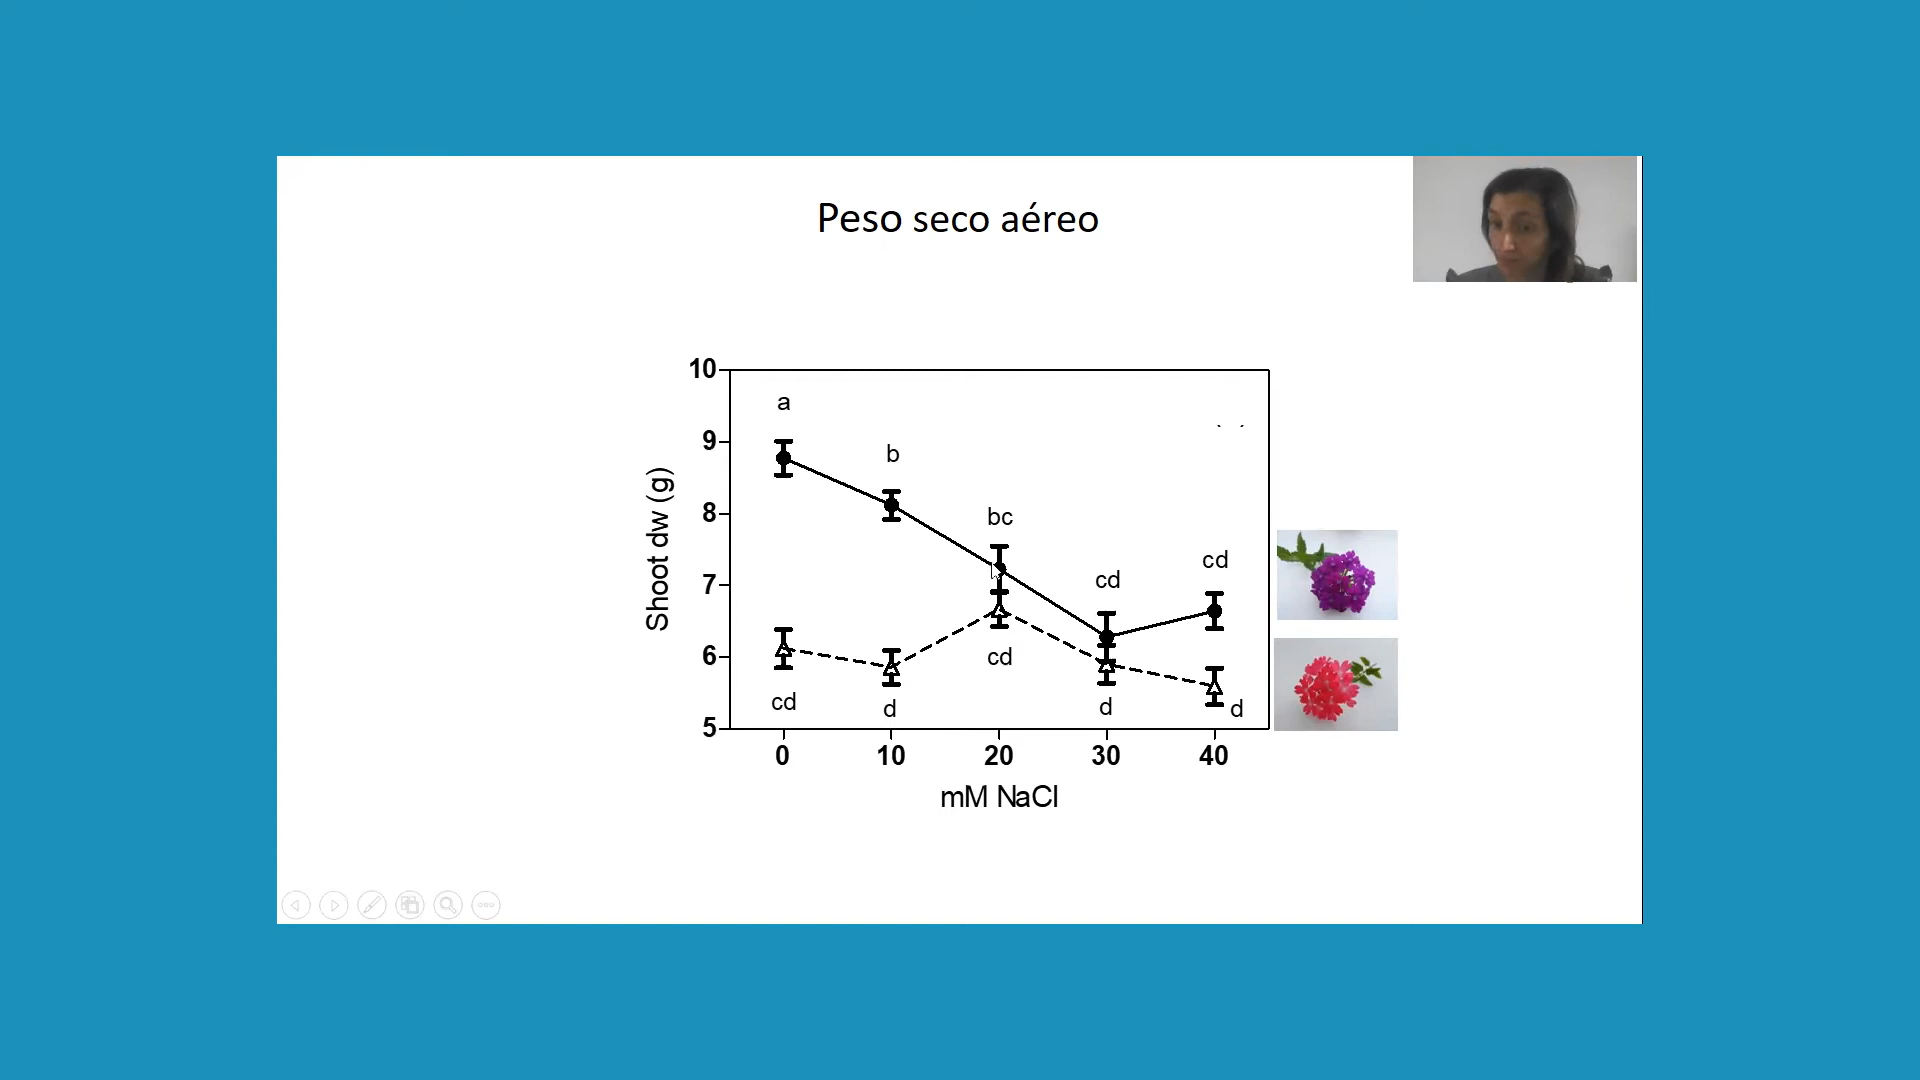 Peso seco aéreo
10
9
8
7
6
5
Shoot dw (g)
a
b
bc
cd
cd
cd
d
cd
d
d
0 10 20 30 40
mM NaCl